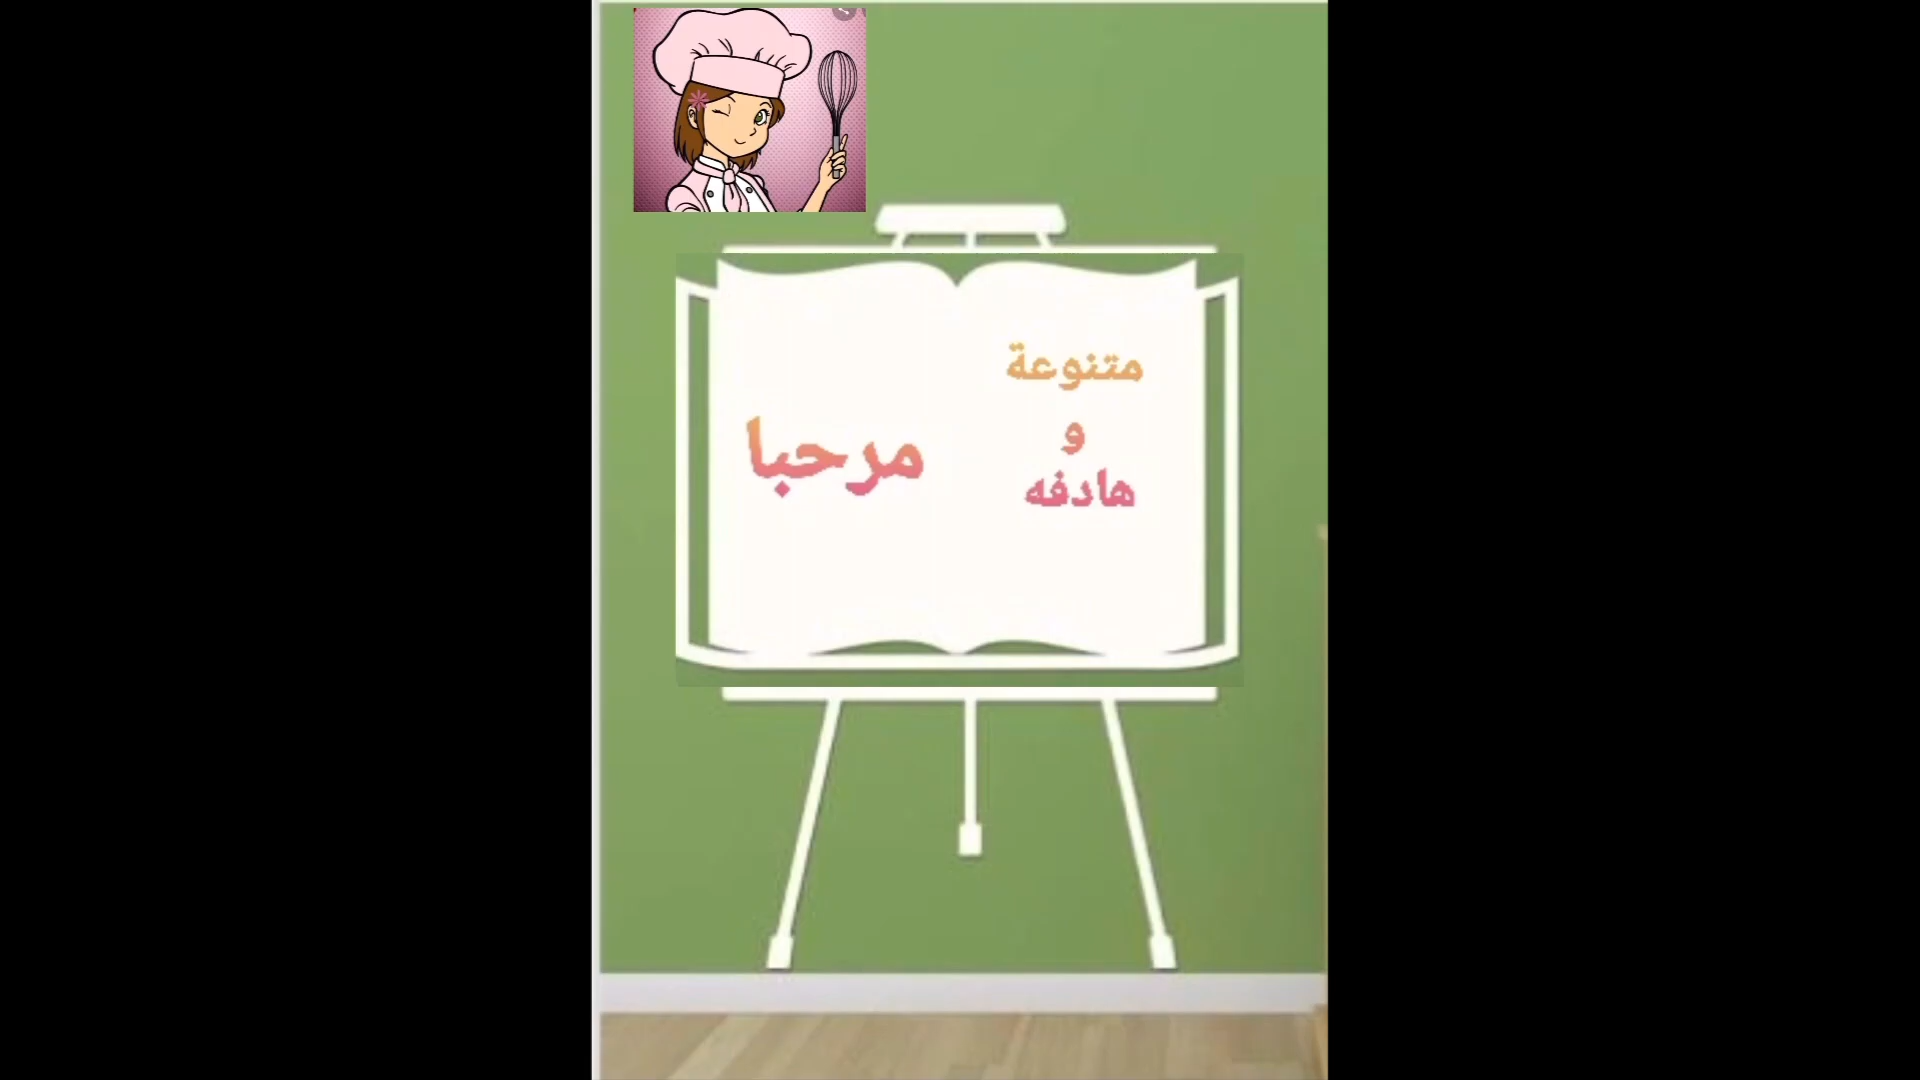 متنوعة
و
هادفه
مرحبا